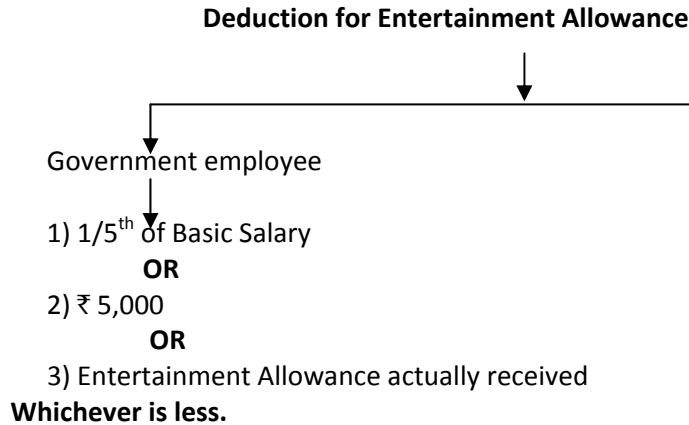 Deduction for Entertainment Allowance
Government employee
1) 1/5th of Basic Salary
OR
2) ₹ 5,000
OR
3) Entertainment Allowance actually received
Whichever is less.